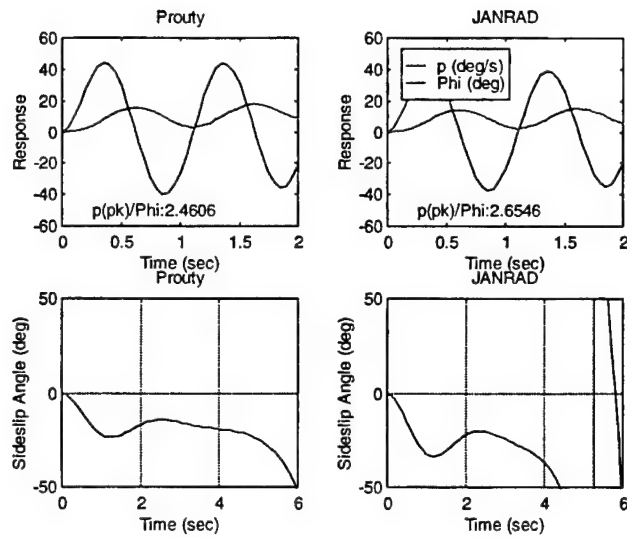 Prouty
60
40
20
0
-20
-40
-60
Response
p(pk)/Phi:2.4606
0 0.5 1 1.5 2
Time (sec)
JANRAD
60
40
20
0
-20
-40
-60
Response
p (deg/s)
Phi (deg)
p(pk)/Phi:2.6546
0 0.5 1 1.5 2
Time (sec)
Prouty
50
0
-50
Sideslip Angle (deg)
0 2 4 6
Time (sec)
JANRAD
50
0
-50
Sideslip Angle (deg)
0 2 4 6
Time (sec)